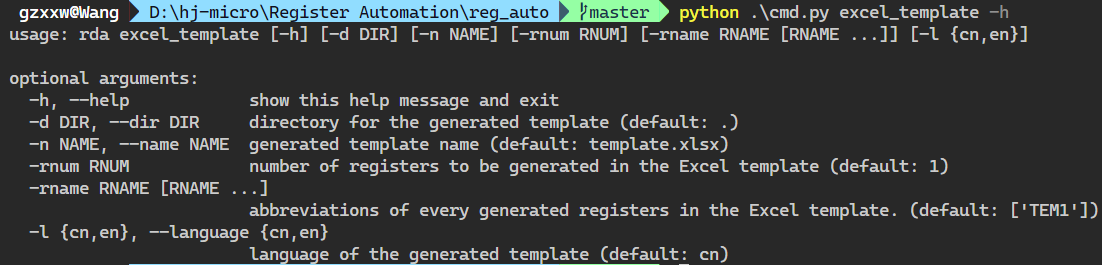 gzxxw@Wang D:\hj-micro\Register Automation\reg_auto master python .\cmd.py excel_template -h
usage: rda excel_template [-h] [-d DIR] [-n NAME] [-rnum RNUM] [-rname RNAME [RNAME ...]] [-l {cn,en}]
optional arguments:
-h, --help show this help message and exit
-d DIR, --dir DIR directory for the generated template (default: .)
-n NAME, --name NAME generated template name (default: template.xlsx)
-rnum RNUM number of registers to be generated in the Excel template (default: 1)
-rname RNAME [RNAME ...]
abbreviations of every generated registers in the Excel template. (default: ['TEM1'])
-l {cn,en}, --language {cn,en}
language of the generated template (default: cn)